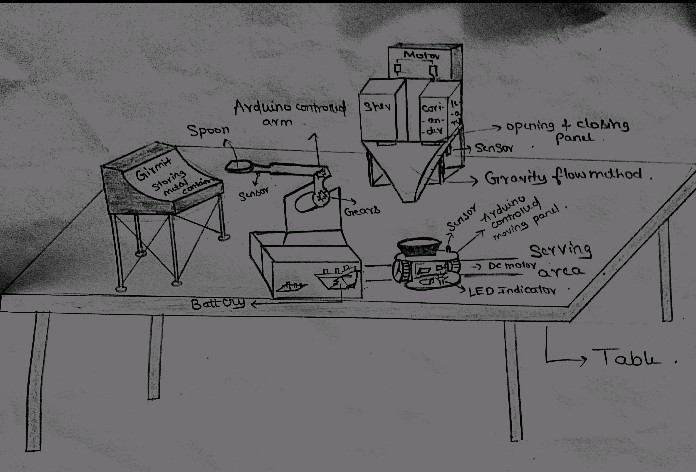 Motor
Arduino controlled
arm
Spoon
Shev
Cori-
an-
der
opening & closing
panel
Sensor
Girmit
Storing
metal
container
Sensor
Gravity flow method.
Gears
Sensor
Arduino
controlled
moving panel.
Serving
area
DC motor
LED Indicator
Battery
Table.